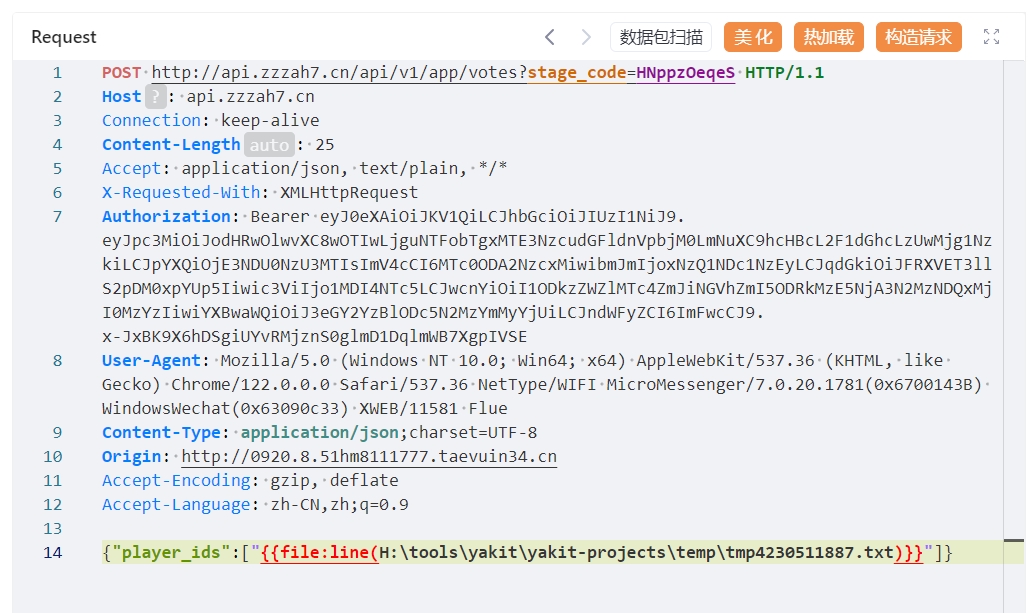 Request
数据包扫描 美化 热加载 构造请求
1 POST http://api.zzzah7.cn/api/v1/app/votes?stage_code=HNppzOeqeS HTTP/1.1
2 Host ? : api.zzzah7.cn
3 Connection: keep-alive
4 Content-Length auto : 25
5 Accept: application/json, text/plain, */*
6 X-Requested-With: XMLHttpRequest
7 Authorization: Bearer eyJ0eXAiOiJKV1QiLCJhbGciOiJIUzI1NiJ9.
eyJpc3MiOiJodHRwOlwvXC8wOTIwLjguNTFobTgxMTE3NzcudGFldnVpbjM0LmNuXC9hcHBcL2F1dGhcLzUwMjg1Nz
kiLCJpYXQiOjE3NDU0NzU3MTIsImV4cCI6MTc0ODA2NzcxMiwibmJmIjoxNzQ1NDc1NzEyLCJqdGkiOiJFRXVET3ll
S2pDM0xpYUp5Iiwic3ViIjo1MDI4NTc5LCJwcnYiOiI1ODkzZWZlMTc4ZmJiNGVhZmI5ODRkMzE5NjA3N2MzNDQxMj
I0MzYzIiwiYXBwaWQiOiJ3eGY2YzBlODc5N2MzYmMyYjUiLCJndWFyZCI6ImFwcCJ9.
x-JxBK9X6hDSgiUYvRMjznS0glmD1DqlmWB7XgpIVSE
8 User-Agent: Mozilla/5.0 (Windows NT 10.0; Win64; x64) AppleWebKit/537.36 (KHTML, like
Gecko) Chrome/122.0.0.0 Safari/537.36 NetType/WIFI MicroMessenger/7.0.20.1781(0x6700143B)
WindowsWechat(0x63090c33) XWEB/11581 Flue
9 Content-Type: application/json;charset=UTF-8
10 Origin: http://0920.8.51hm8111777.taevuin34.cn
11 Accept-Encoding: gzip, deflate
12 Accept-Language: zh-CN,zh;q=0.9
13
14 {"player_ids":["{{file:line(H:\tools\yakit\yakit-projects\temp\tmp4230511887.txt)}}"]}